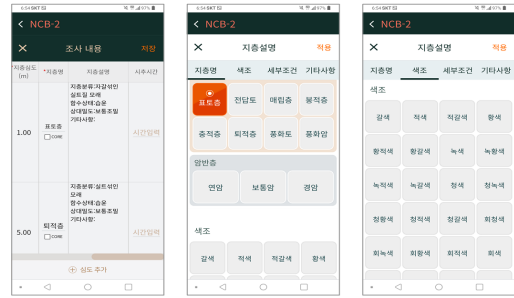 6:54 SKT
97%
< NCB-2
× 조사 내용 저장
*지층심도 (m) *지층명 지층설명 시추시간
1.00
표토층
CORE
지층분류:자갈섞인
실트질 모래
함수상태:습윤
상대밀도:보통조밀
기타사항:
시간입력
5.00
퇴적층
CORE
지층분류:실트섞인
모래
함수상태:습윤
상대밀도:보통조밀
기타사항:
시간입력
심도 추가
6:54 SKT
97%
< NCB-2
× 지층설명 적용
지층명 색조 세부조건 기타사항
표토층 전답토 매립층 붕적층
충적층 퇴적층 풍화토 풍화암
암반층
연암 보통암 경암
색조
갈색 적색 적갈색 황색
6:54 SKT
97%
< NCB-2
× 지층설명 적용
지층명 색조 세부조건 기타사항
색조
갈색 적색 적갈색 황색
황적색 황갈색 녹색 녹황색
녹적색 녹갈색 청색 청녹색
청황색 청적색 청갈색 회청색
회녹색 회황색 회적색 회색